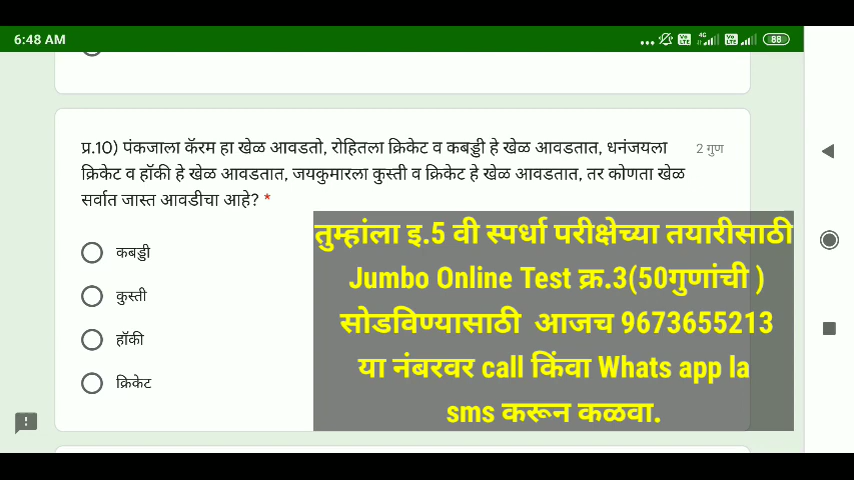 6:48 AM
4G
88
प्र.10) पंकजाला कॅरम हा खेळ आवडतो, रोहितला क्रिकेट व कबड्डी हे खेळ आवडतात, धनंजयला
2 गुण
क्रिकेट व हॉकी हे खेळ आवडतात, जयकुमारला कुस्ती व क्रिकेट हे खेळ आवडतात, तर कोणता खेळ
सर्वात जास्त आवडीचा आहे? *
कबड्डी
कुस्ती
हॉकी
क्रिकेट
तुम्हांला इ.5 वी स्पर्धा परीक्षेच्या तयारीसाठी
Jumbo Online Test क्र.3(50गुणांची )
सोडविण्यासाठी आजच 9673655213
या नंबरवर call किंवा Whats app la
sms करून कळवा.